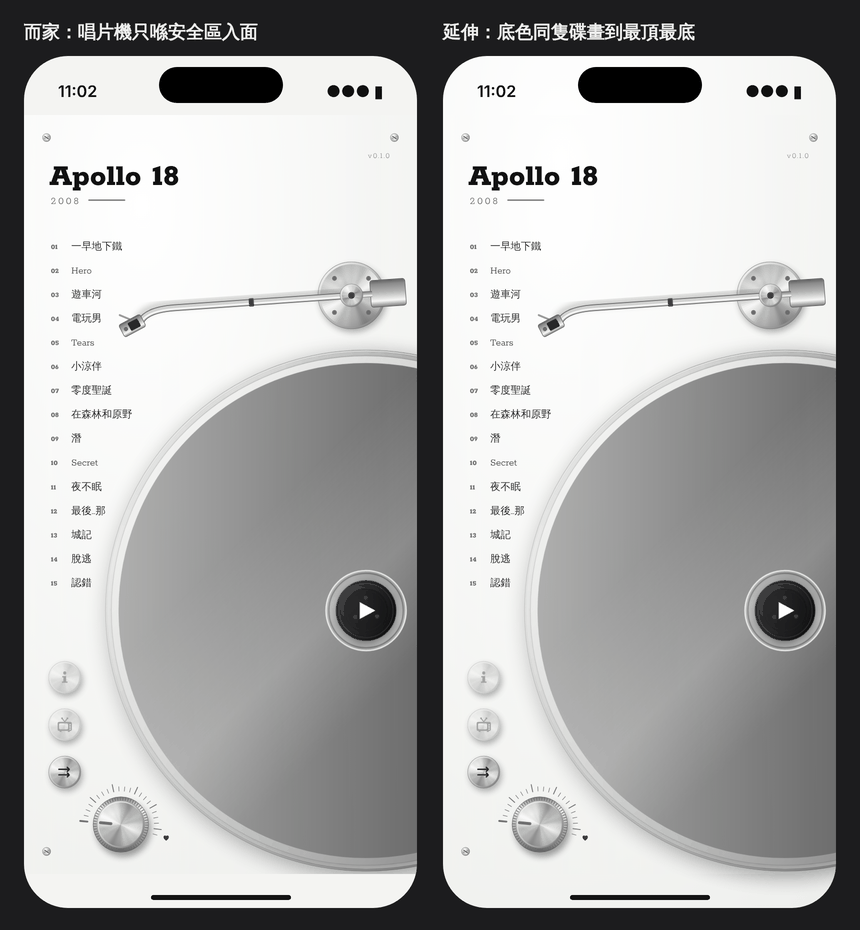 而家：唱片機只喺安全區入面
11:02
v0.1.0
Apollo 18
2008
01 一早地下鐵
02 Hero
03 遊車河
04 電玩男
05 Tears
06 小涼伴
07 零度聖誕
08 在森林和原野
09 潛
10 Secret
11 夜不眠
12 最後..那
13 城記
14 脫逃
15 認錯
延伸：底色同隻碟畫到最頂最底
11:02
v0.1.0
Apollo 18
2008
01 一早地下鐵
02 Hero
03 遊車河
04 電玩男
05 Tears
06 小涼伴
07 零度聖誕
08 在森林和原野
09 潛
10 Secret
11 夜不眠
12 最後..那
13 城記
14 脫逃
15 認錯